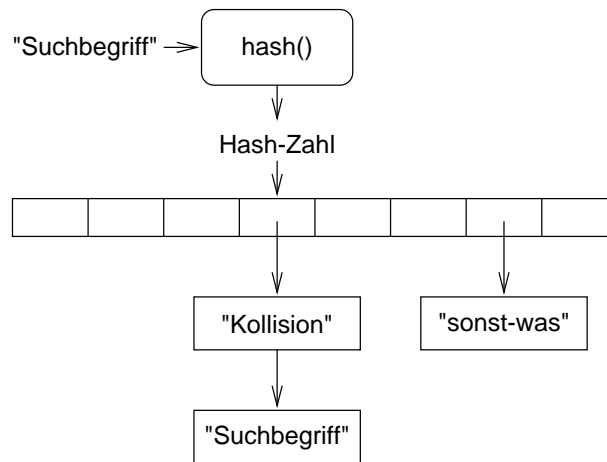 "Suchbegriff"
hash()
Hash-Zahl
"Kollision"
"sonst-was"
"Suchbegriff"